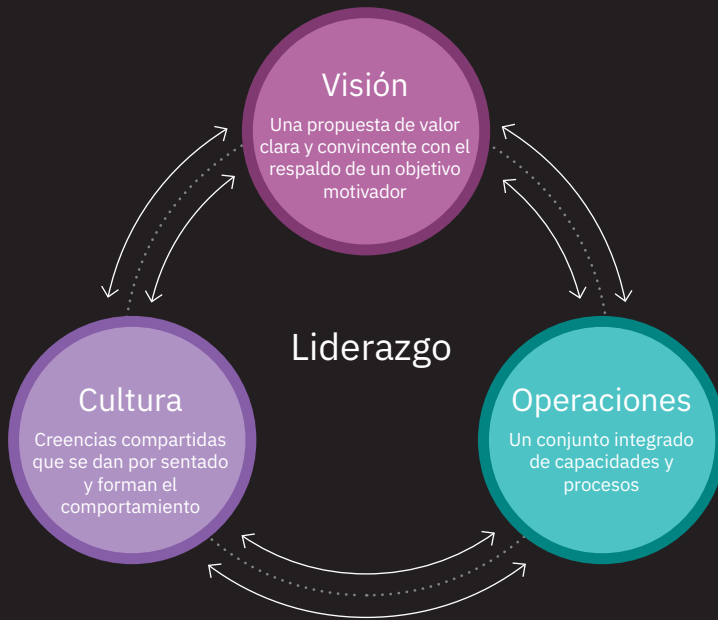 Visión
Una propuesta de valor
clara y convincente con el
respaldo de un objetivo
motivador
Liderazgo
Cultura
Creencias compartidas
que se dan por sentado
y forman el
comportamiento
Operaciones
Un conjunto integrado
de capacidades y
procesos